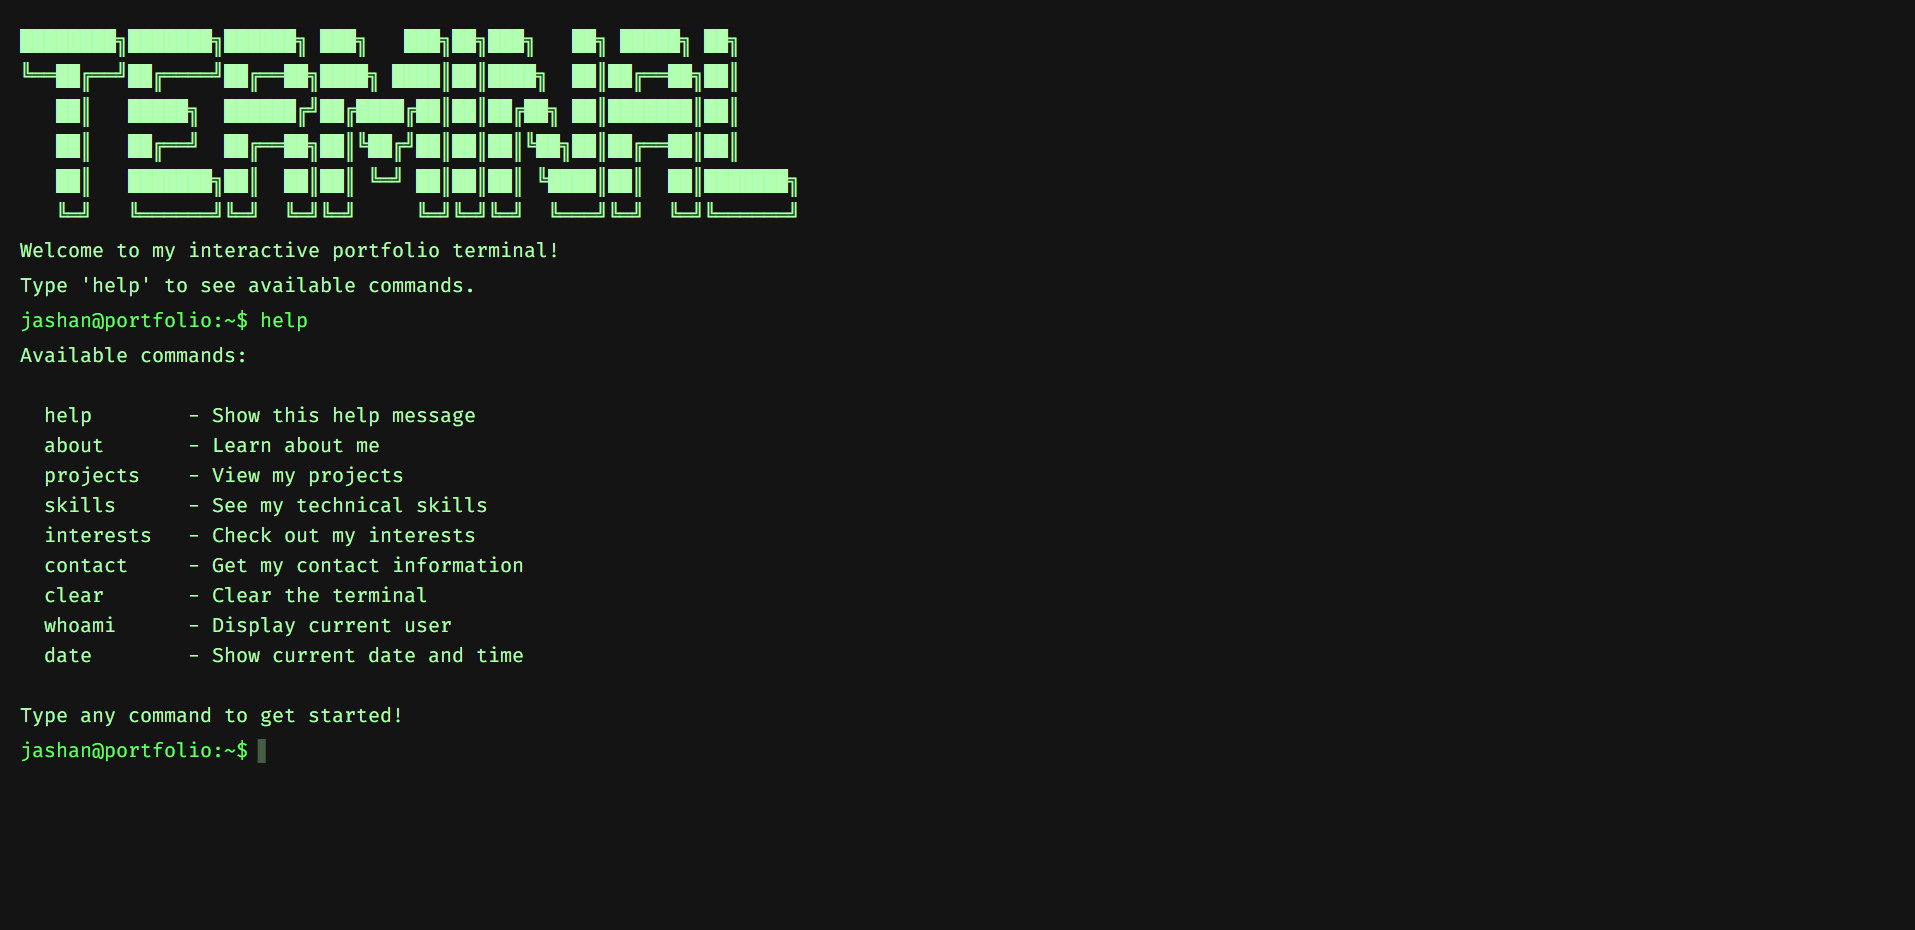 TERMINAL
Welcome to my interactive portfolio terminal!
Type 'help' to see available commands.
jashan@portfolio:~$ help
Available commands:
help - Show this help message
about - Learn about me
projects - View my projects
skills - See my technical skills
interests - Check out my interests
contact - Get my contact information
clear - Clear the terminal
whoami - Display current user
date - Show current date and time
Type any command to get started!
jashan@portfolio:~$